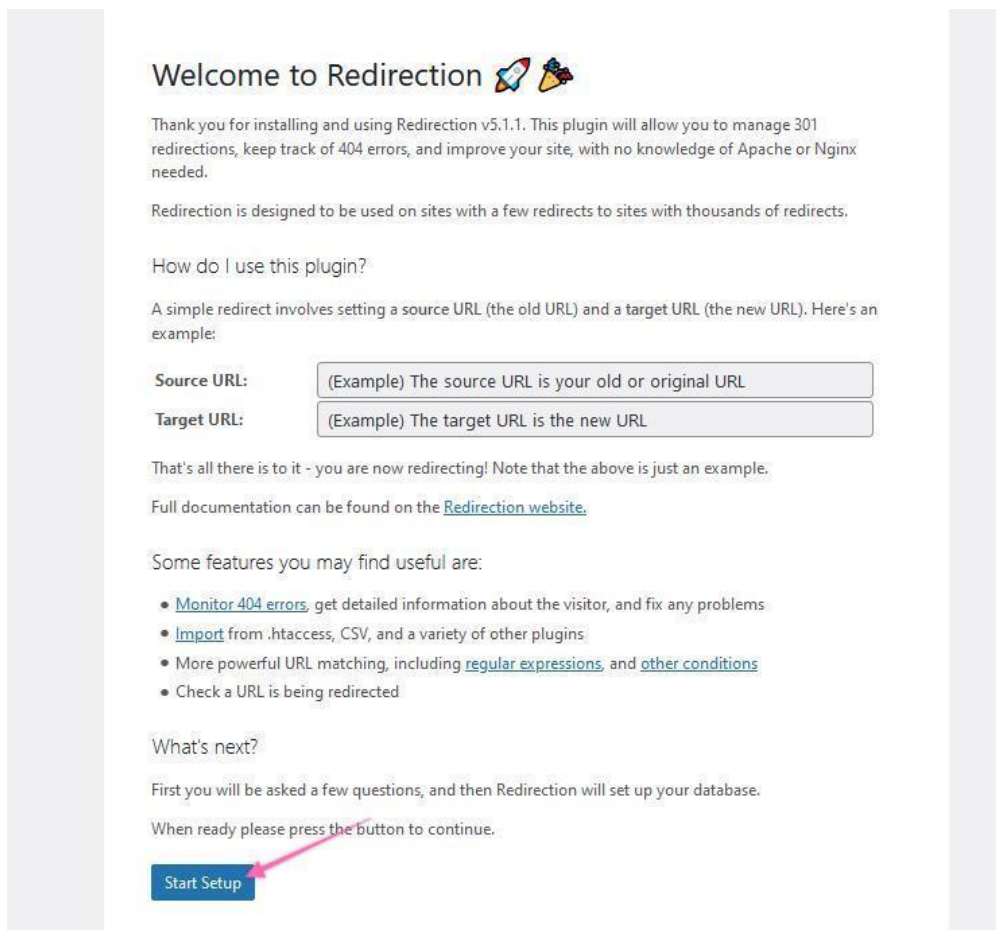 Welcome to Redirection 🚀 🎉
Thank you for installing and using Redirection v5.1.1. This plugin will allow you to manage 301
redirections, keep track of 404 errors, and improve your site, with no knowledge of Apache or Nginx
needed.
Redirection is designed to be used on sites with a few redirects to sites with thousands of redirects.
How do I use this plugin?
A simple redirect involves setting a source URL (the old URL) and a target URL (the new URL). Here's an
example:
Source URL: (Example) The source URL is your old or original URL
Target URL: (Example) The target URL is the new URL
That's all there is to it - you are now redirecting! Note that the above is just an example.
Full documentation can be found on the Redirection website.
Some features you may find useful are:
• Monitor 404 errors, get detailed information about the visitor, and fix any problems
• Import from .htaccess, CSV, and a variety of other plugins
• More powerful URL matching, including regular expressions, and other conditions
• Check a URL is being redirected
What's next?
First you will be asked a few questions, and then Redirection will set up your database.
When ready please press the button to continue.
Start Setup